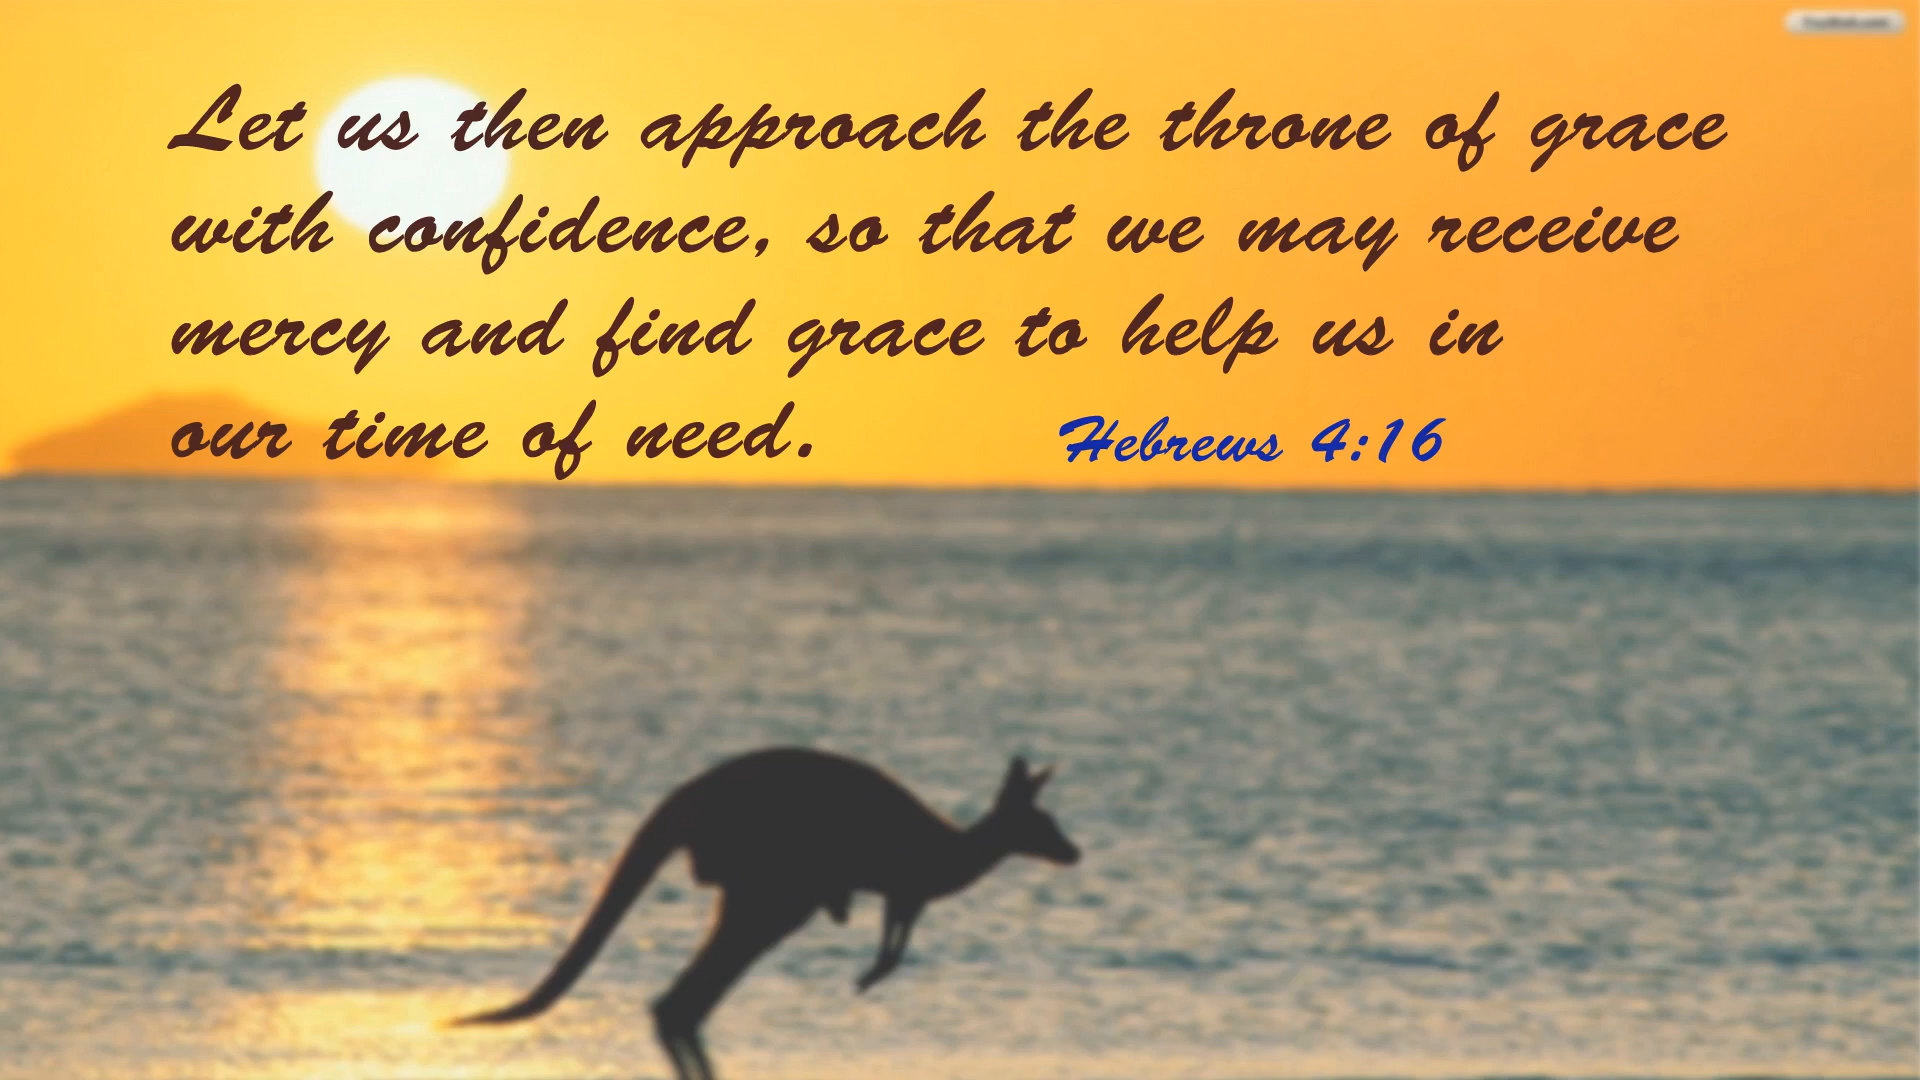 Let us then approach the throne of grace
with confidence, so that we may receive
mercy and find grace to help us in
our time of need. Hebrews 4:16